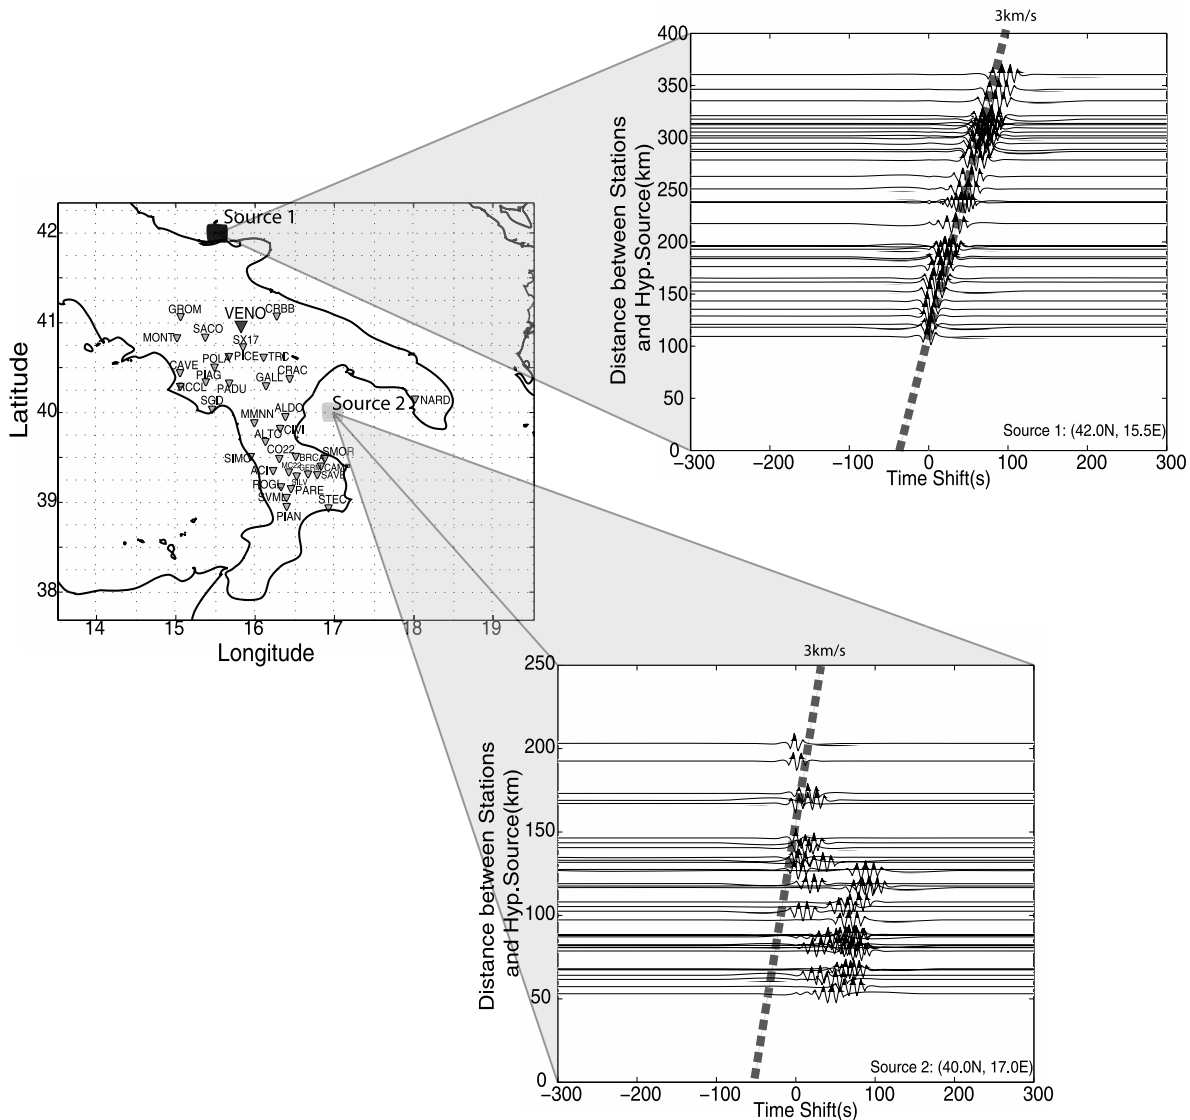 3km/s
400
350
300
250
200
150
100
50
0
Distance between Stations
and Hyp.Source(km)
Source 1: (42.0N, 15.5E)
−300
−200
−100
0
100
200
300
Time Shift(s)
Source 1
42
41
40
39
38
Latitude
GROM
VENO
CRBB
MONT
SACO
SX17
POLA
PICE
TRIC
CAVE
PIAG
CRAC
GALL
PADU
SGD
NARD
Source 2
MMNN
ALDO
CIVI
ALTO
SIMO
CO22
BRCA
SMOR
ACI
MC22
CAM
SAVE
ROGI
SILV
PARE
SVML
STEC
PIAN
14
15
16
17
18
19
Longitude
3km/s
250
200
150
100
50
0
Distance between Stations
and Hyp.Source(km)
Source 2: (40.0N, 17.0E)
−300
−200
−100
0
100
200
300
Time Shift(s)